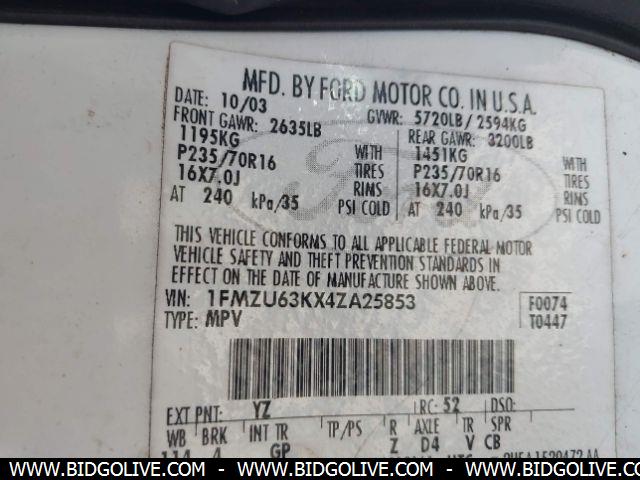 MFD. BY FORD MOTOR CO. IN U.S.A.
DATE: 10/03 GVWR: 5720LB/ 2594KG
FRONT GAWR: 2635LB REAR GAWR: 3200LB
1195KG WITH 1451KG WITH
P235/70R16 TIRES P235/70R16 TIRES
16X7.0J RIMS 16X7.0J RIMS
AT 240 kPa/35 PSI COLD AT 240 kPa/35 PSI COLD
Ford
THIS VEHICLE CONFORMS TO ALL APPLICABLE FEDERAL MOTOR
VEHICLE SAFETY AND THEFT PREVENTION STANDARDS IN
EFFECT ON THE DATE OF MANUFACTURE SHOWN ABOVE.
VIN: 1FMZU63KX4ZA25853 F0074
TYPE: MPV T0447
EXT PNT: YZ RC: 52 DSO:
WB BRK INT TR TP/PS R AXLE TR SPR
114 4 GP Z D4 V CB
WWW.BIDGOLIVE.COM - WWW.BIDGOLIVE.COM - WWW.BIDGOLIVE.COM - WWW.BIDGOLIVE.COM